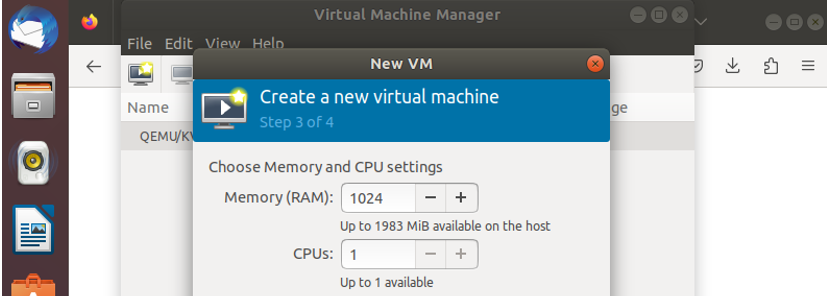 Virtual Machine Manager
File Edit View Help
New VM
Create a new virtual machine
Step 3 of 4
Name
QEMU/K
Choose Memory and CPU settings
Memory (RAM): 1024
Up to 1983 MiB available on the host
CPUs: 1
Up to 1 available